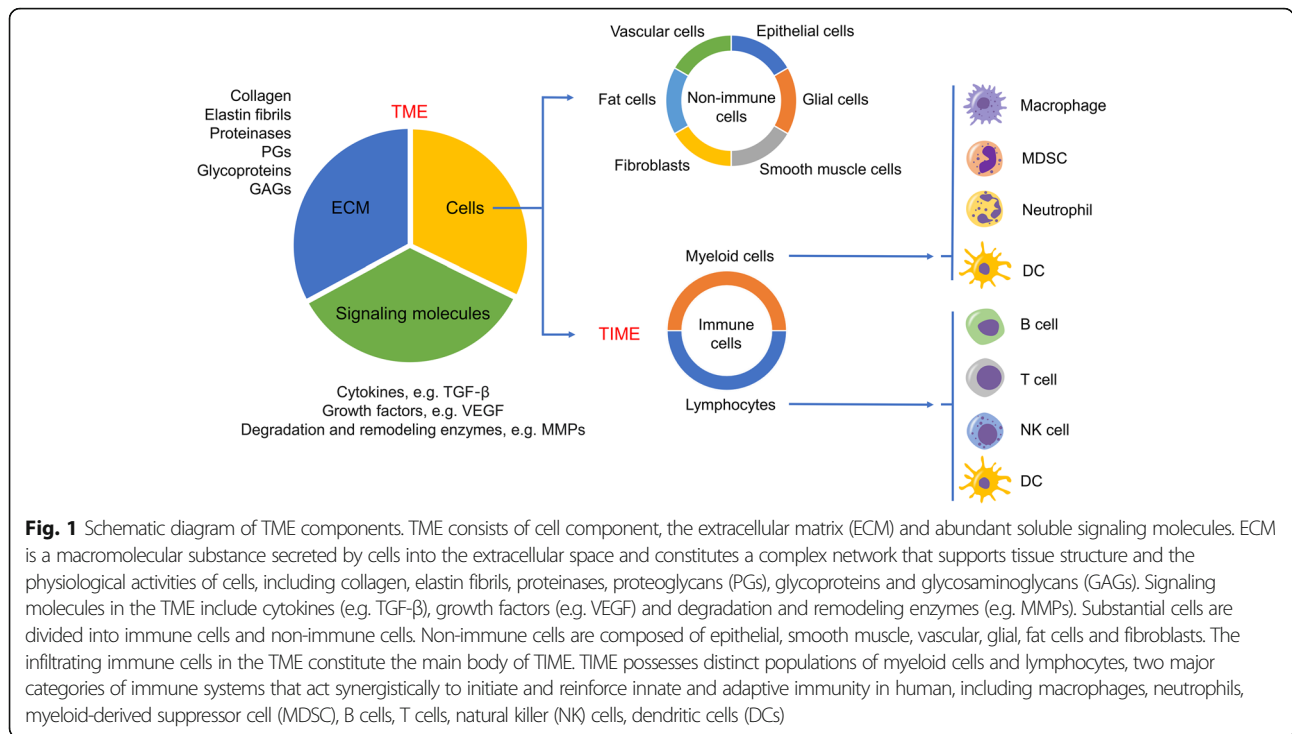 Collagen
Elastin fibrils
Proteinases
PGs
Glycoproteins
GAGs
TME
ECM
Cells
Signaling molecules
Cytokines, e.g. TGF-β
Growth factors, e.g. VEGF
Degradation and remodeling enzymes, e.g. MMPs
Vascular cells
Epithelial cells
Fat cells
Non-immune
cells
Glial cells
Fibroblasts
Smooth muscle cells
Myeloid cells
TIME
Immune
cells
Lymphocytes
Macrophage
MDSC
Neutrophil
DC
B cell
T cell
NK cell
DC
Fig. 1 Schematic diagram of TME components. TME consists of cell component, the extracellular matrix (ECM) and abundant soluble signaling molecules. ECM
is a macromolecular substance secreted by cells into the extracellular space and constitutes a complex network that supports tissue structure and the
physiological activities of cells, including collagen, elastin fibrils, proteinases, proteoglycans (PGs), glycoproteins and glycosaminoglycans (GAGs). Signaling
molecules in the TME include cytokines (e.g. TGF-β), growth factors (e.g. VEGF) and degradation and remodeling enzymes (e.g. MMPs). Substantial cells are
divided into immune cells and non-immune cells. Non-immune cells are composed of epithelial, smooth muscle, vascular, glial, fat cells and fibroblasts. The
infiltrating immune cells in the TME constitute the main body of TIME. TIME possesses distinct populations of myeloid cells and lymphocytes, two major
categories of immune systems that act synergistically to initiate and reinforce innate and adaptive immunity in human, including macrophages, neutrophils,
myeloid-derived suppressor cell (MDSC), B cells, T cells, natural killer (NK) cells, dendritic cells (DCs)